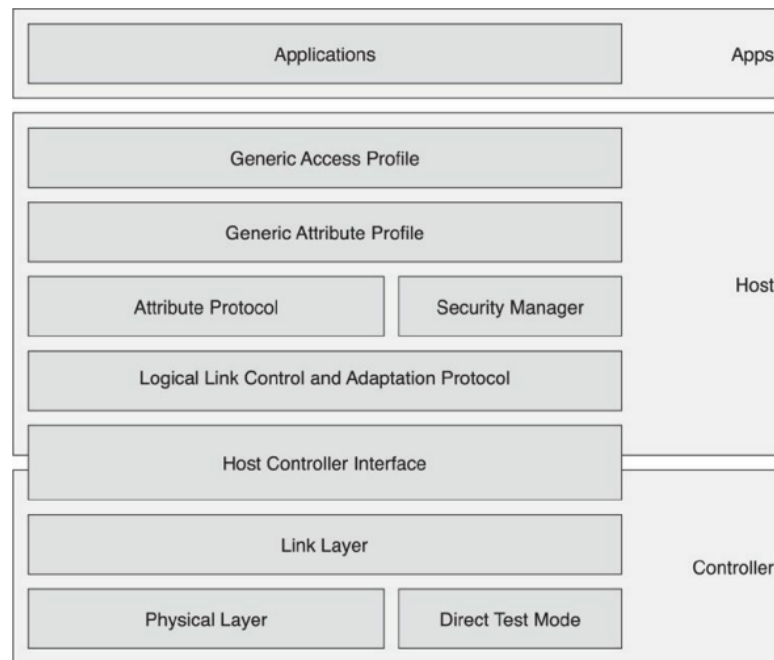 Applications
Apps
Generic Access Profile
Generic Attribute Profile
Host
Attribute Protocol
Security Manager
Logical Link Control and Adaptation Protocol
Host Controller Interface
Link Layer
Controller
Physical Layer
Direct Test Mode